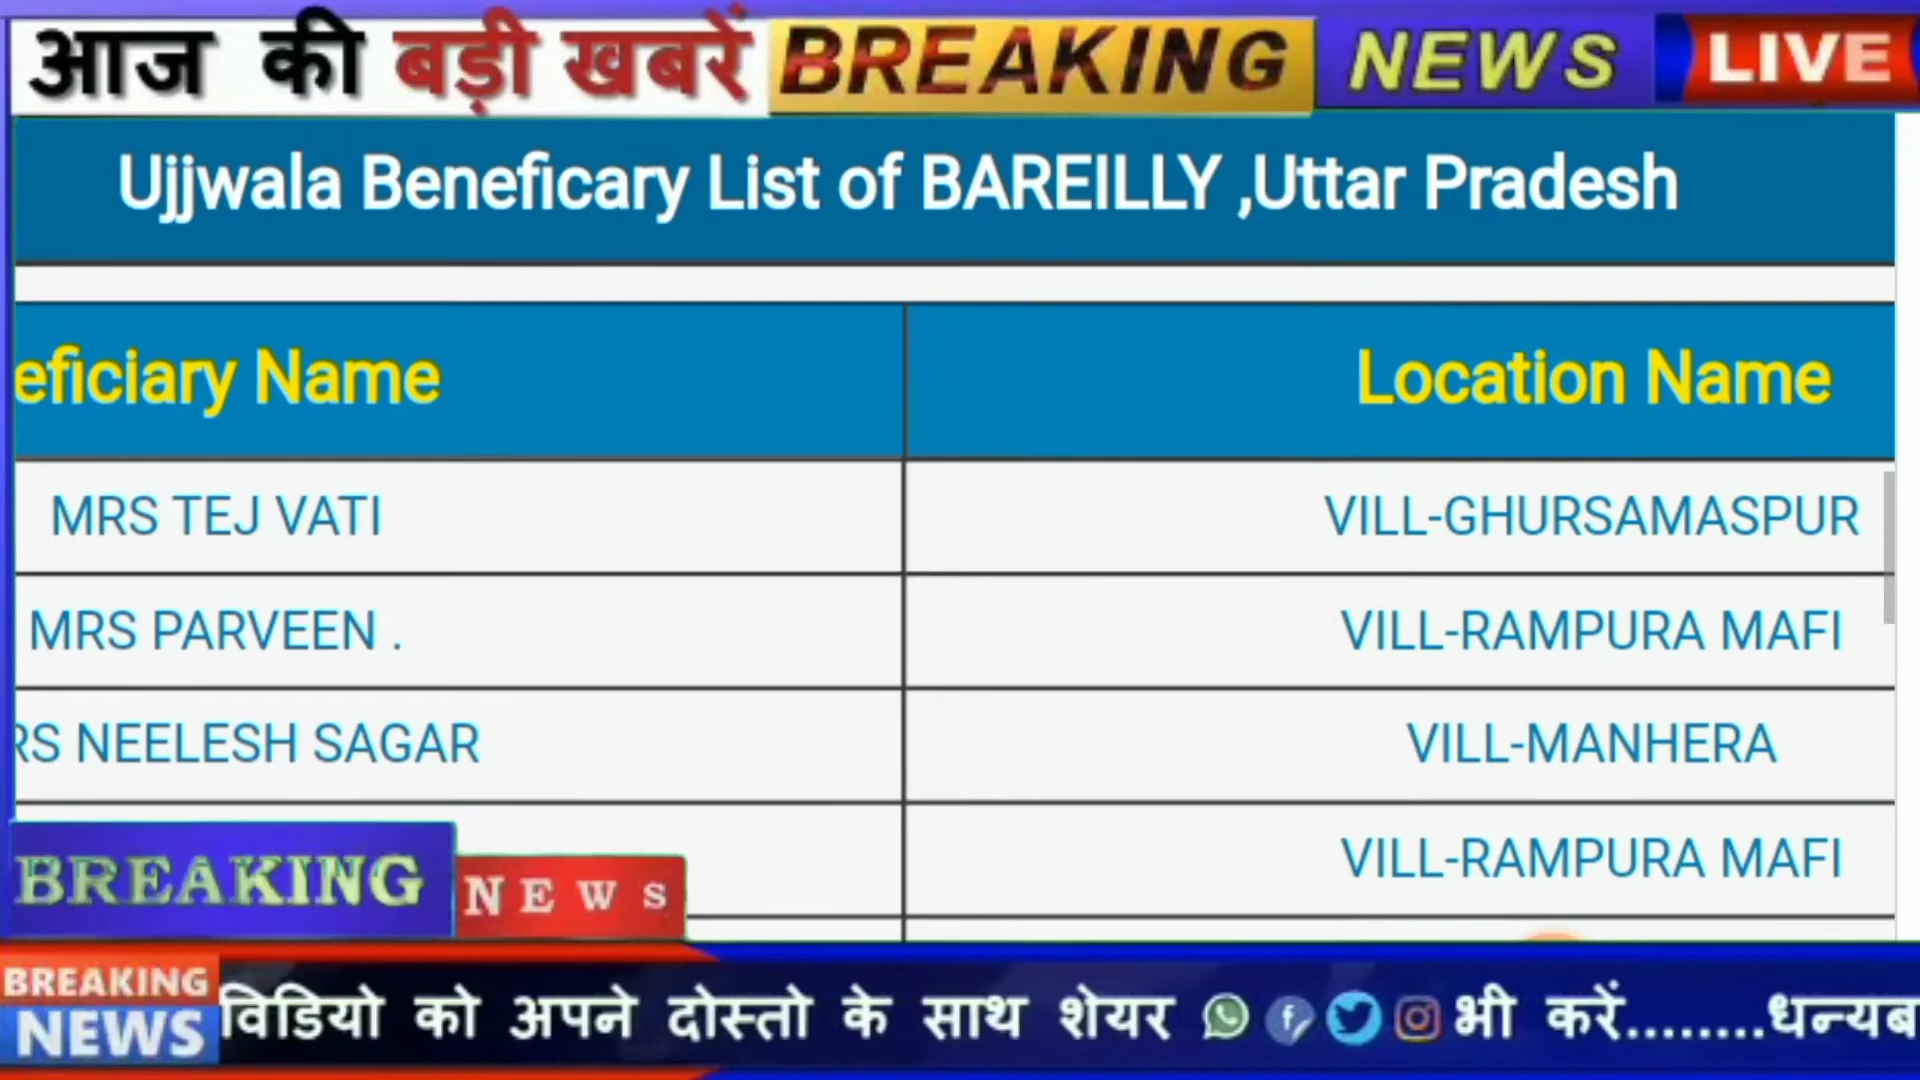 आज की बड़ी खबरें BREAKING NEWS LIVE
Ujjwala Beneficary List of BAREILLY ,Uttar Pradesh
eficiary Name Location Name
MRS TEJ VATI VILL-GHURSAMASPUR
MRS PARVEEN . VILL-RAMPURA MAFI
RS NEELESH SAGAR VILL-MANHERA
VILL-RAMPURA MAFI
BREAKING NEWS
BREAKING NEWS
विडियो को अपने दोस्तो के साथ शेयर भी करें........धन्यब